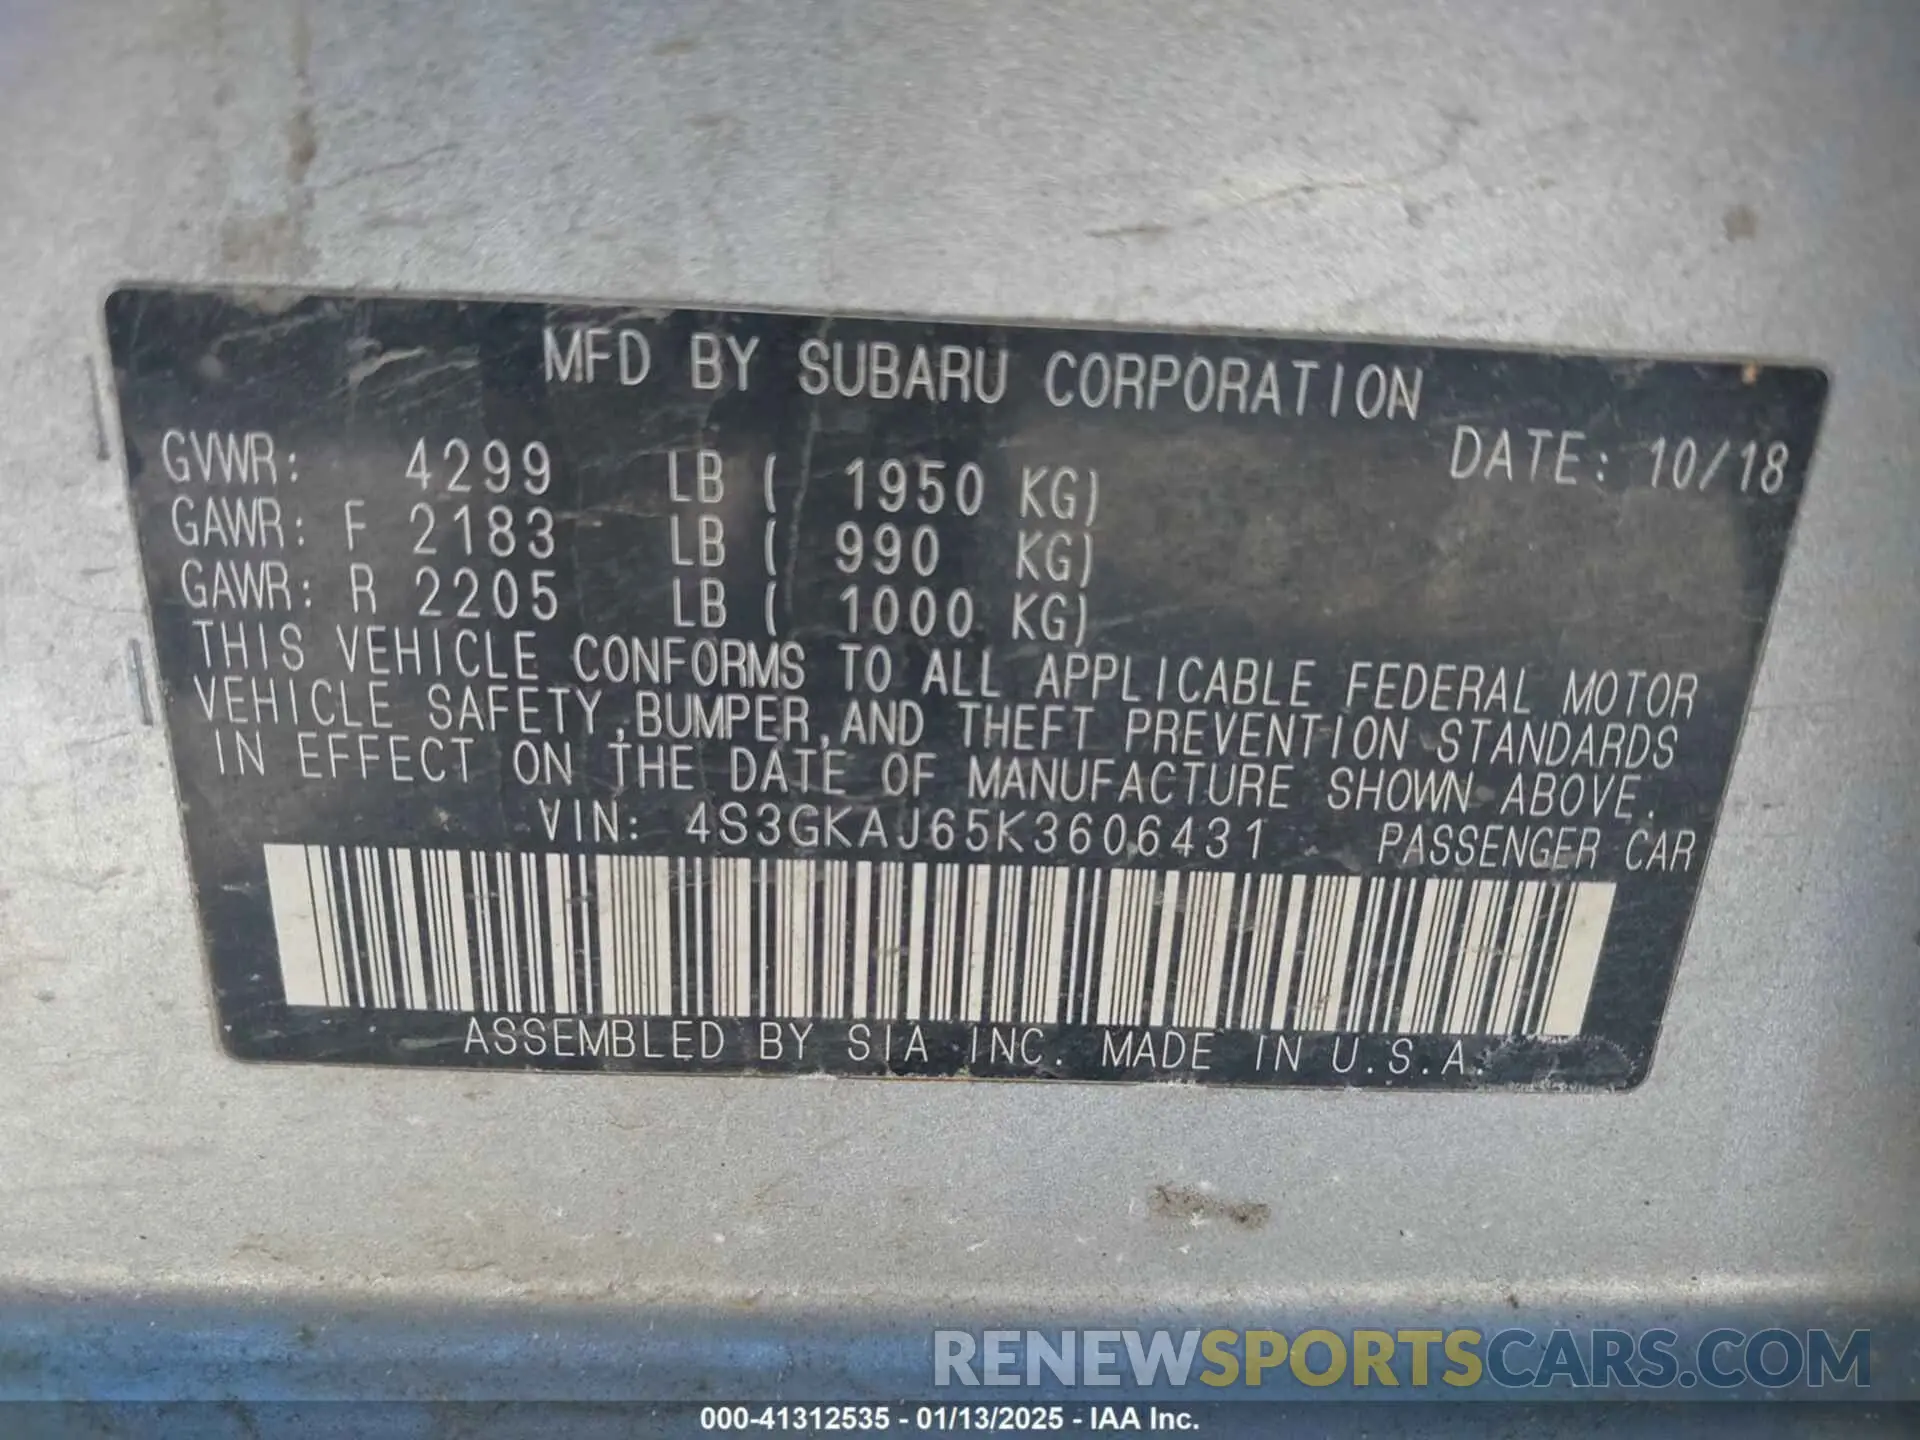 MFD BY SUBARU CORPORATION
DATE: 10/18
GVWR: 4299 LB ( 1950 KG)
GAWR: F 2183 LB ( 990 KG)
GAWR: R 2205 LB ( 1000 KG)
THIS VEHICLE CONFORMS TO ALL APPLICABLE FEDERAL MOTOR
VEHICLE SAFETY,BUMPER,AND THEFT PREVENTION STANDARDS
IN EFFECT ON THE DATE OF MANUFACTURE SHOWN ABOVE.
VIN: 4S3GKAJ65K3606431 PASSENGER CAR
ASSEMBLED BY SIA INC. MADE IN U.S.A.
RENEWSPORTSCARS.COM
000-41312535 - 01/13/2025 - IAA Inc.